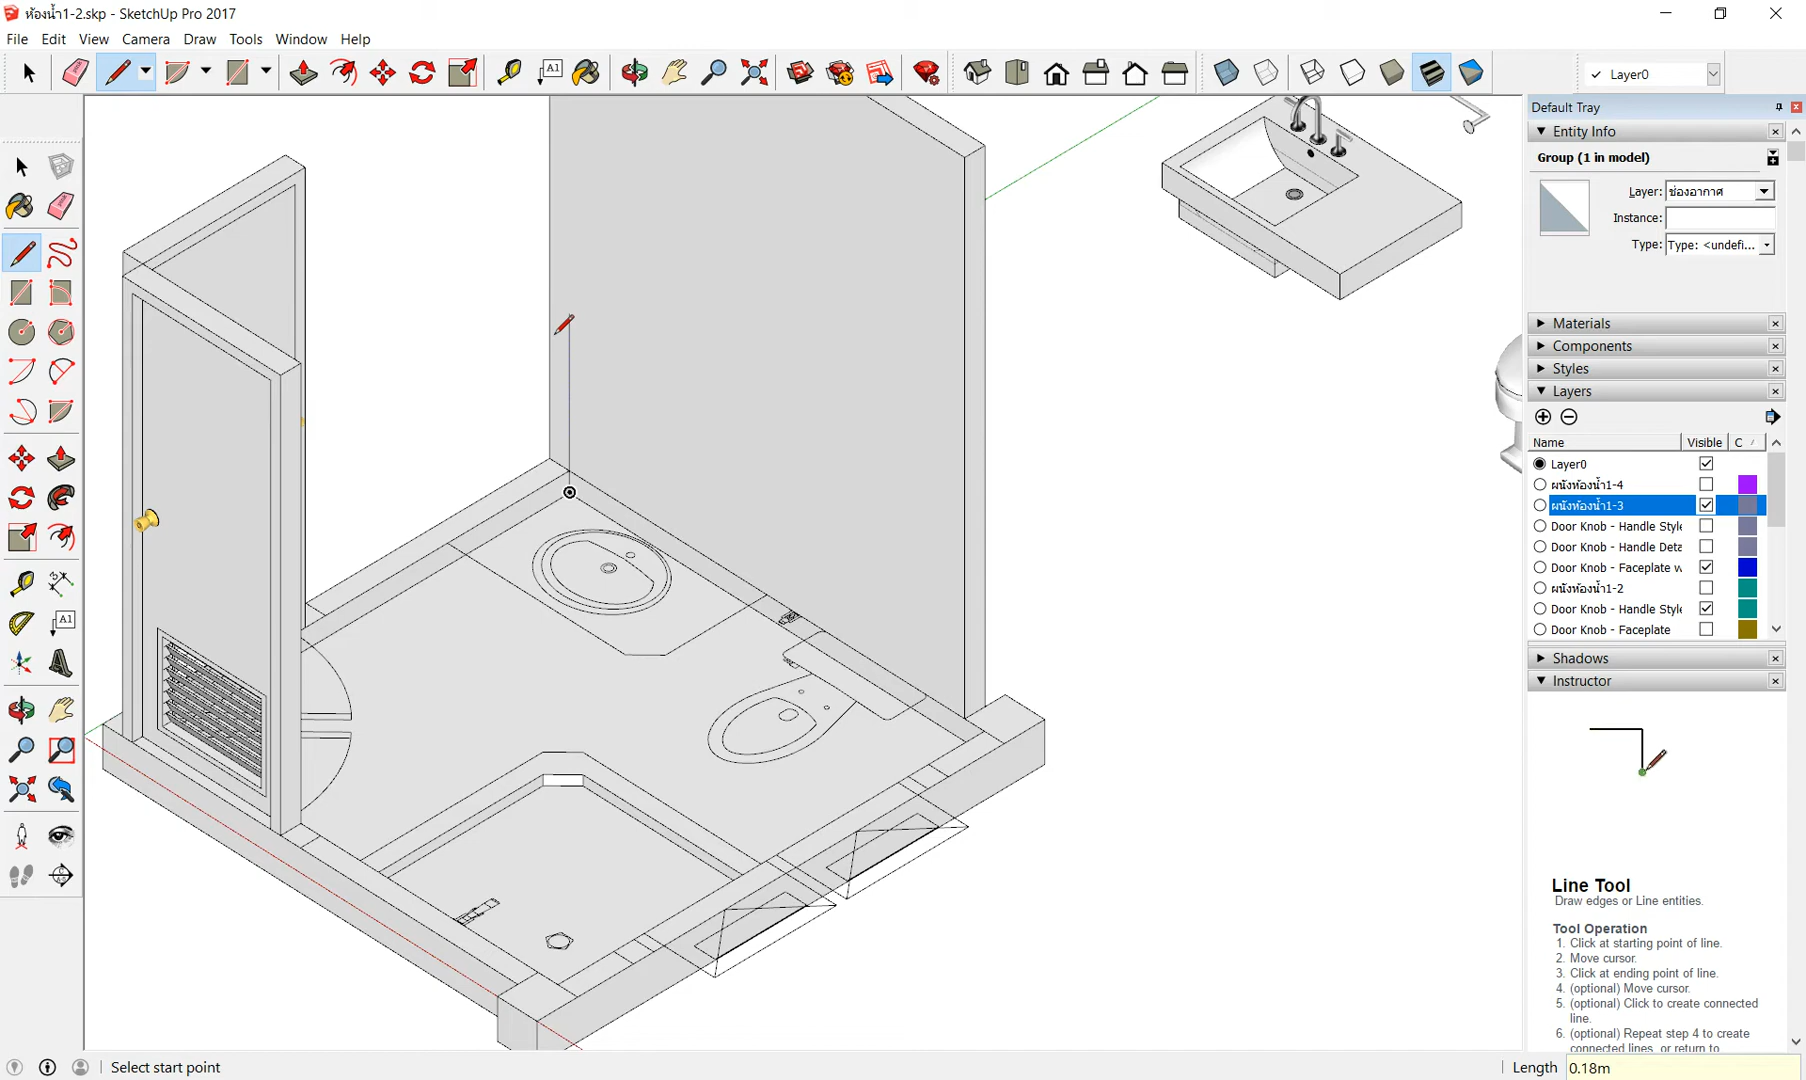 ห้องน้ำ1-2.skp - SketchUp Pro 2017
File Edit View Camera Draw Tools Window Help
A1
Layer0
Default Tray
Entity Info
Group (1 in model)
Layer: ช่องอากาศ
Instance:
Type: Type: <undefi...
Materials
Components
Styles
Layers
Name Visible C
Layer0
ผนังห้องน้ำ1-4
ผนังห้องน้ำ1-3
Door Knob - Handle Style
Door Knob - Handle Deta
Door Knob - Faceplate w
ผนังห้องน้ำ1-2
Door Knob - Handle Style
Door Knob - Faceplate
Shadows
Instructor
A1
Line Tool
Draw edges or Line entities.
Tool Operation
1. Click at starting point of line.
2. Move cursor.
3. Click at ending point of line.
4. (optional) Move cursor.
5. (optional) Click to create connected
line.
6. (optional) Repeat step 4 to create
connected lines, or return to
Select start point
Length 0.18m